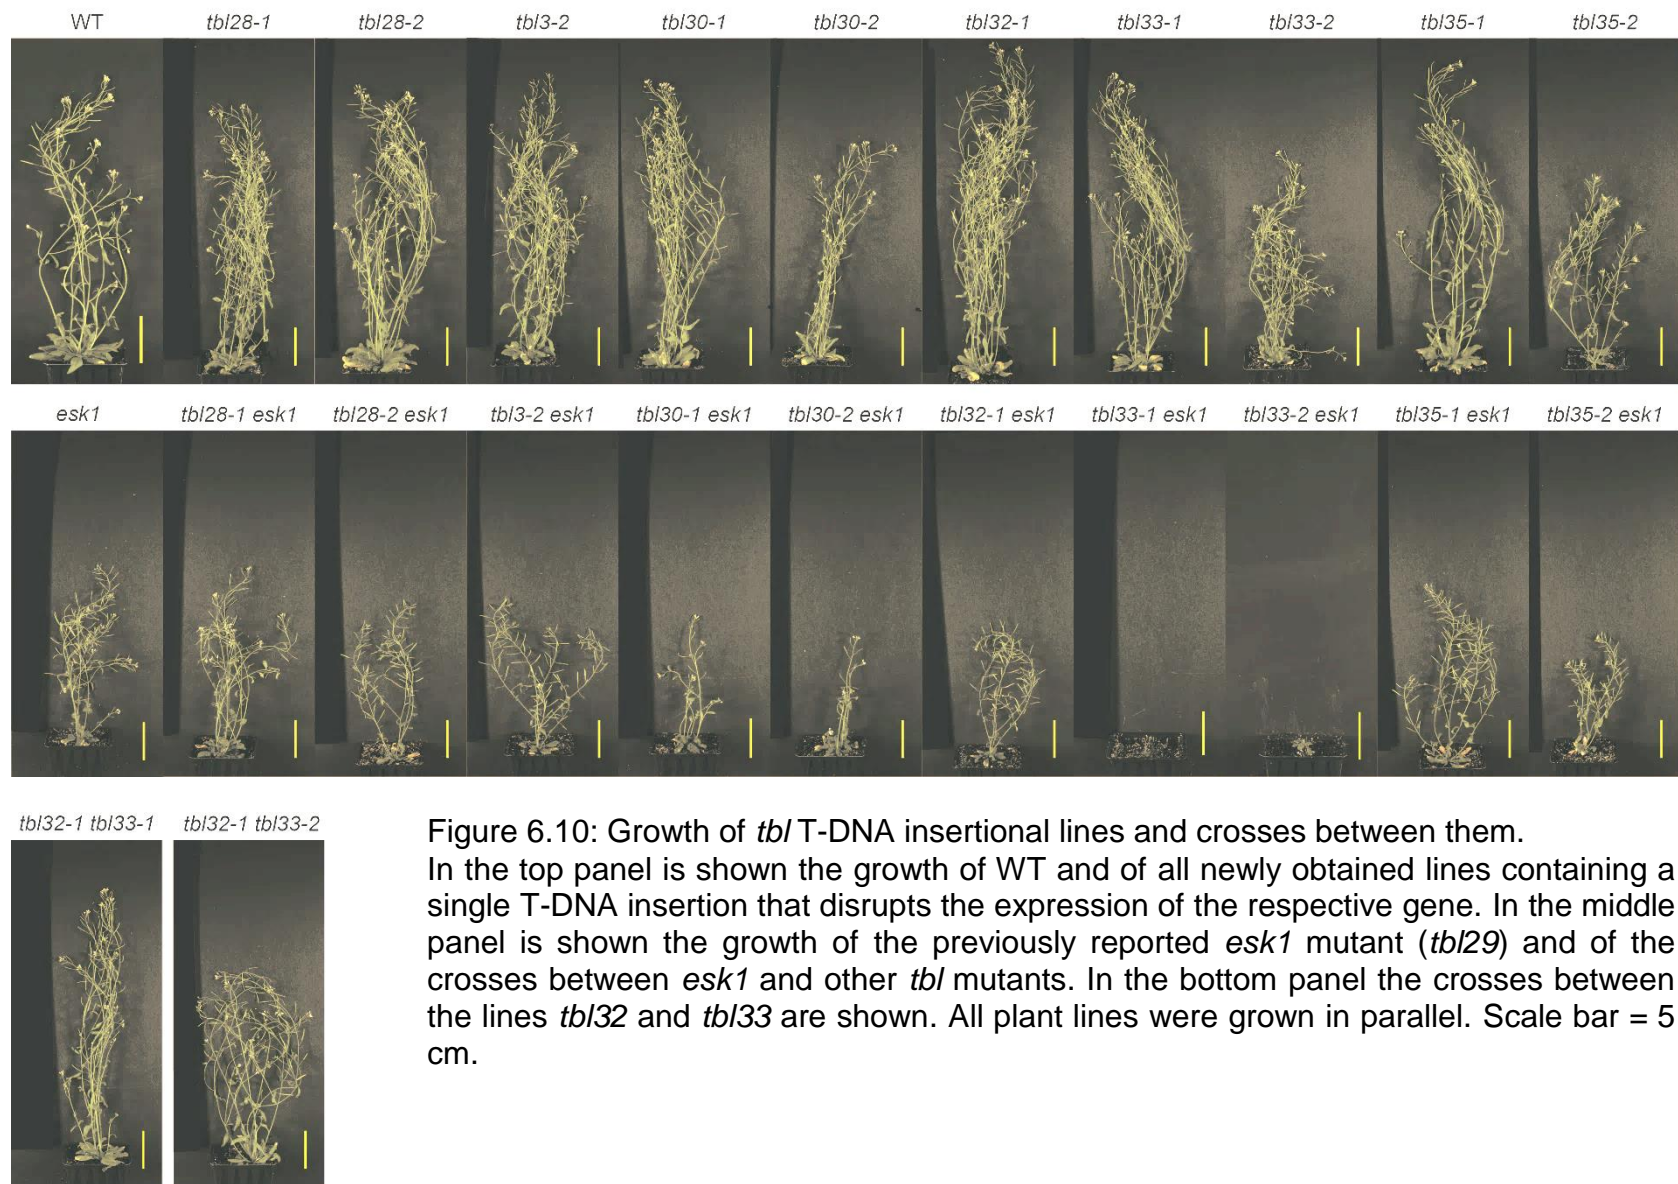 WT tbl28-1 tbl28-2 tbl3-2 tbl30-1 tbl30-2 tbl32-1 tbl33-1 tbl33-2 tbl35-1 tbl35-2
esk1 tbl28-1 esk1 tbl28-2 esk1 tbl3-2 esk1 tbl30-1 esk1 tbl30-2 esk1 tbl32-1 esk1 tbl33-1 esk1 tbl33-2 esk1 tbl35-1 esk1 tbl35-2 esk1
tbl32-1 tbl33-1 tbl32-1 tbl33-2
Figure 6.10: Growth of tbl T-DNA insertional lines and crosses between them.
In the top panel is shown the growth of WT and of all newly obtained lines containing a
single T-DNA insertion that disrupts the expression of the respective gene. In the middle
panel is shown the growth of the previously reported esk1 mutant (tbl29) and of the
crosses between esk1 and other tbl mutants. In the bottom panel the crosses between
the lines tbl32 and tbl33 are shown. All plant lines were grown in parallel. Scale bar = 5
cm.